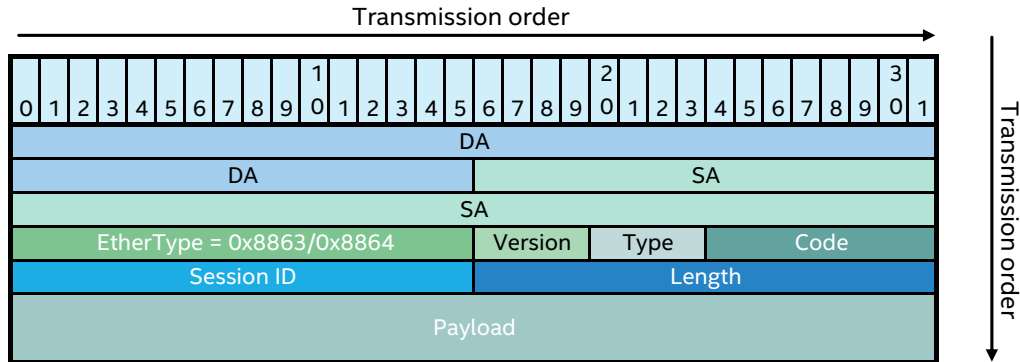 Transmission order
1 2 3
0 1 2 3 4 5 6 7 8 9 0 1 2 3 4 5 6 7 8 9 0 1 2 3 4 5 6 7 8 9 0 1
DA
DA SA
SA
EtherType = 0x8863/0x8864 Version Type Code
Session ID Length
Payload
Transmission order